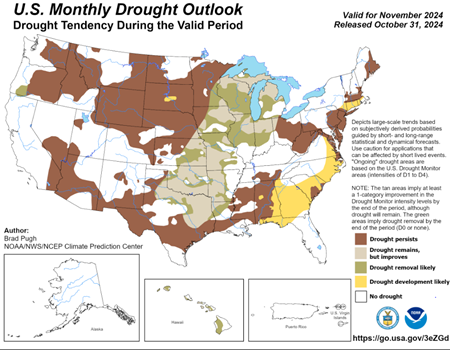 U.S. Monthly Drought Outlook
Drought Tendency During the Valid Period
Valid for November 2024
Released October 31, 2024
Depicts large-scale trends based
on subjectively derived probabilities
guided by short- and long-range
statistical and dynamical forecasts.
Use caution for applications that
can be affected by short lived events.
"Ongoing" drought areas are
based on the U.S. Drought Monitor
areas (intensities of D1 to D4).
NOTE: The tan areas imply at least
a 1-category improvement in the
Drought Monitor intensity levels by
the end of the period, although
drought will remain. The green
areas imply drought removal by the
end of the period (D0 or none).
Author:
Brad Pugh
NOAA/NWS/NCEP Climate Prediction Center
Drought persists
Drought remains,
but improves
Drought removal likely
Drought development likely
No drought
Alaska
Hawaii
Puerto Rico
U.S. Virgin
Islands
NOAA
https://go.usa.gov/3eZGd